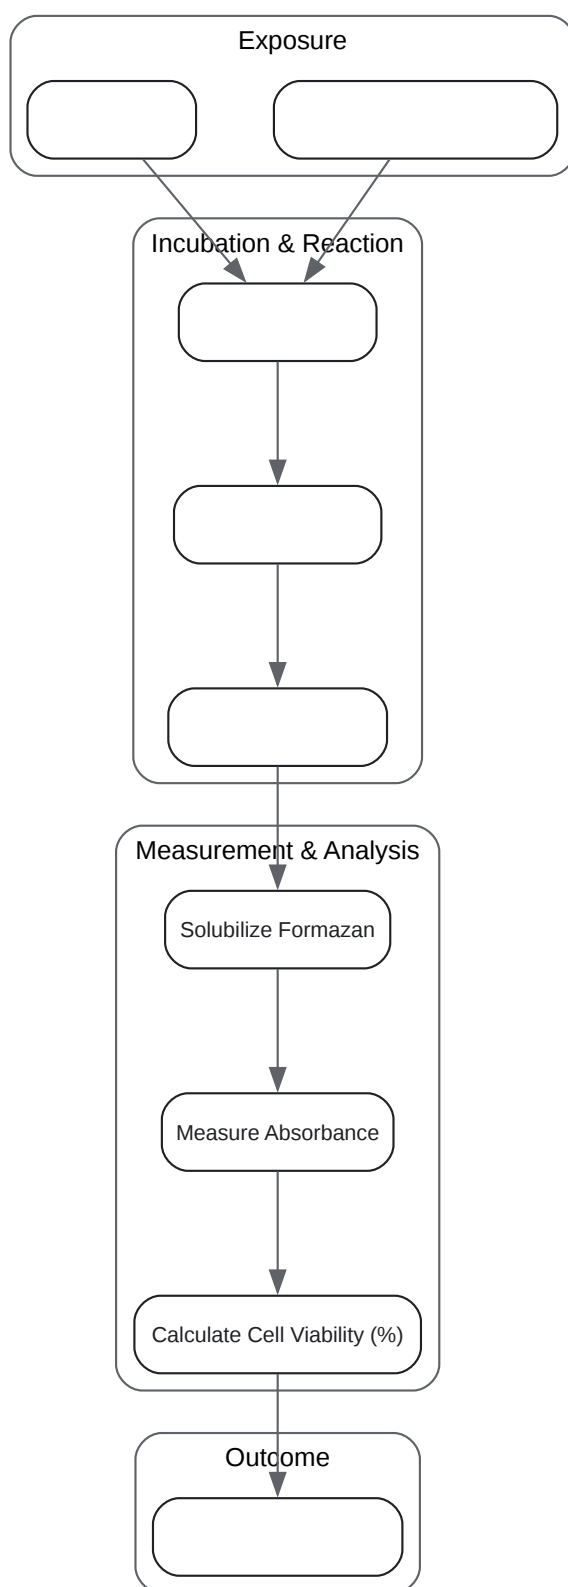 Exposure
Incubation & Reaction
Measurement & Analysis
Solubilize Formazan
Measure Absorbance
Calculate Cell Viability (%)
Outcome